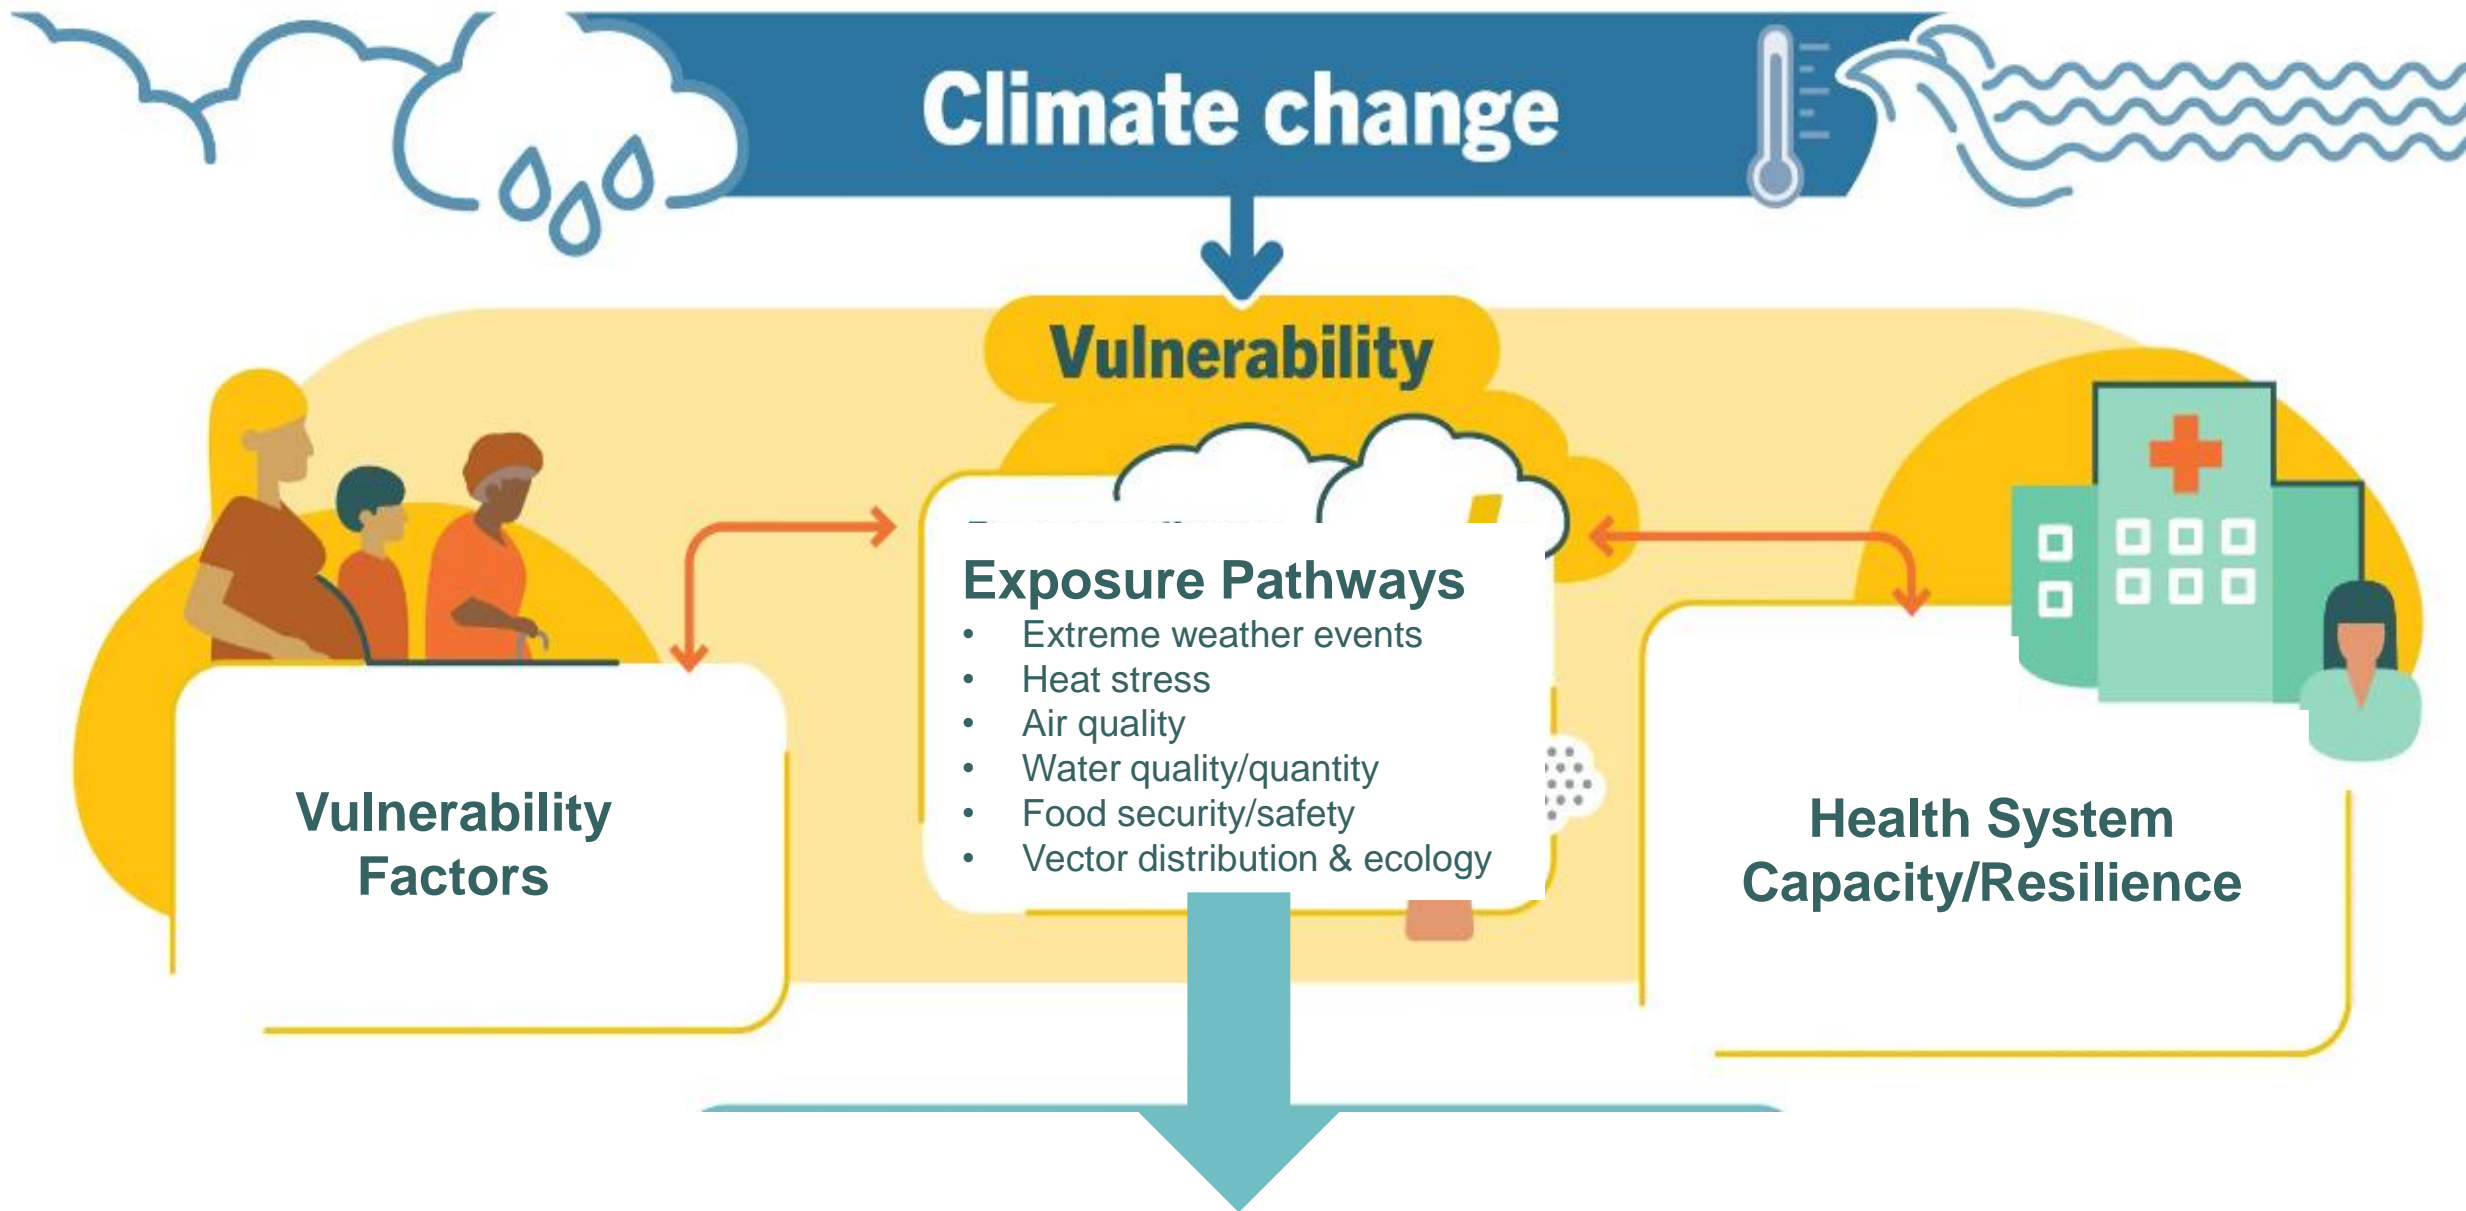 Climate change
Vulnerability
Exposure Pathways
• Extreme weather events
• Heat stress
• Air quality
• Water quality/quantity
• Food security/safety
• Vector distribution & ecology
Vulnerability
Factors
Health System
Capacity/Resilience